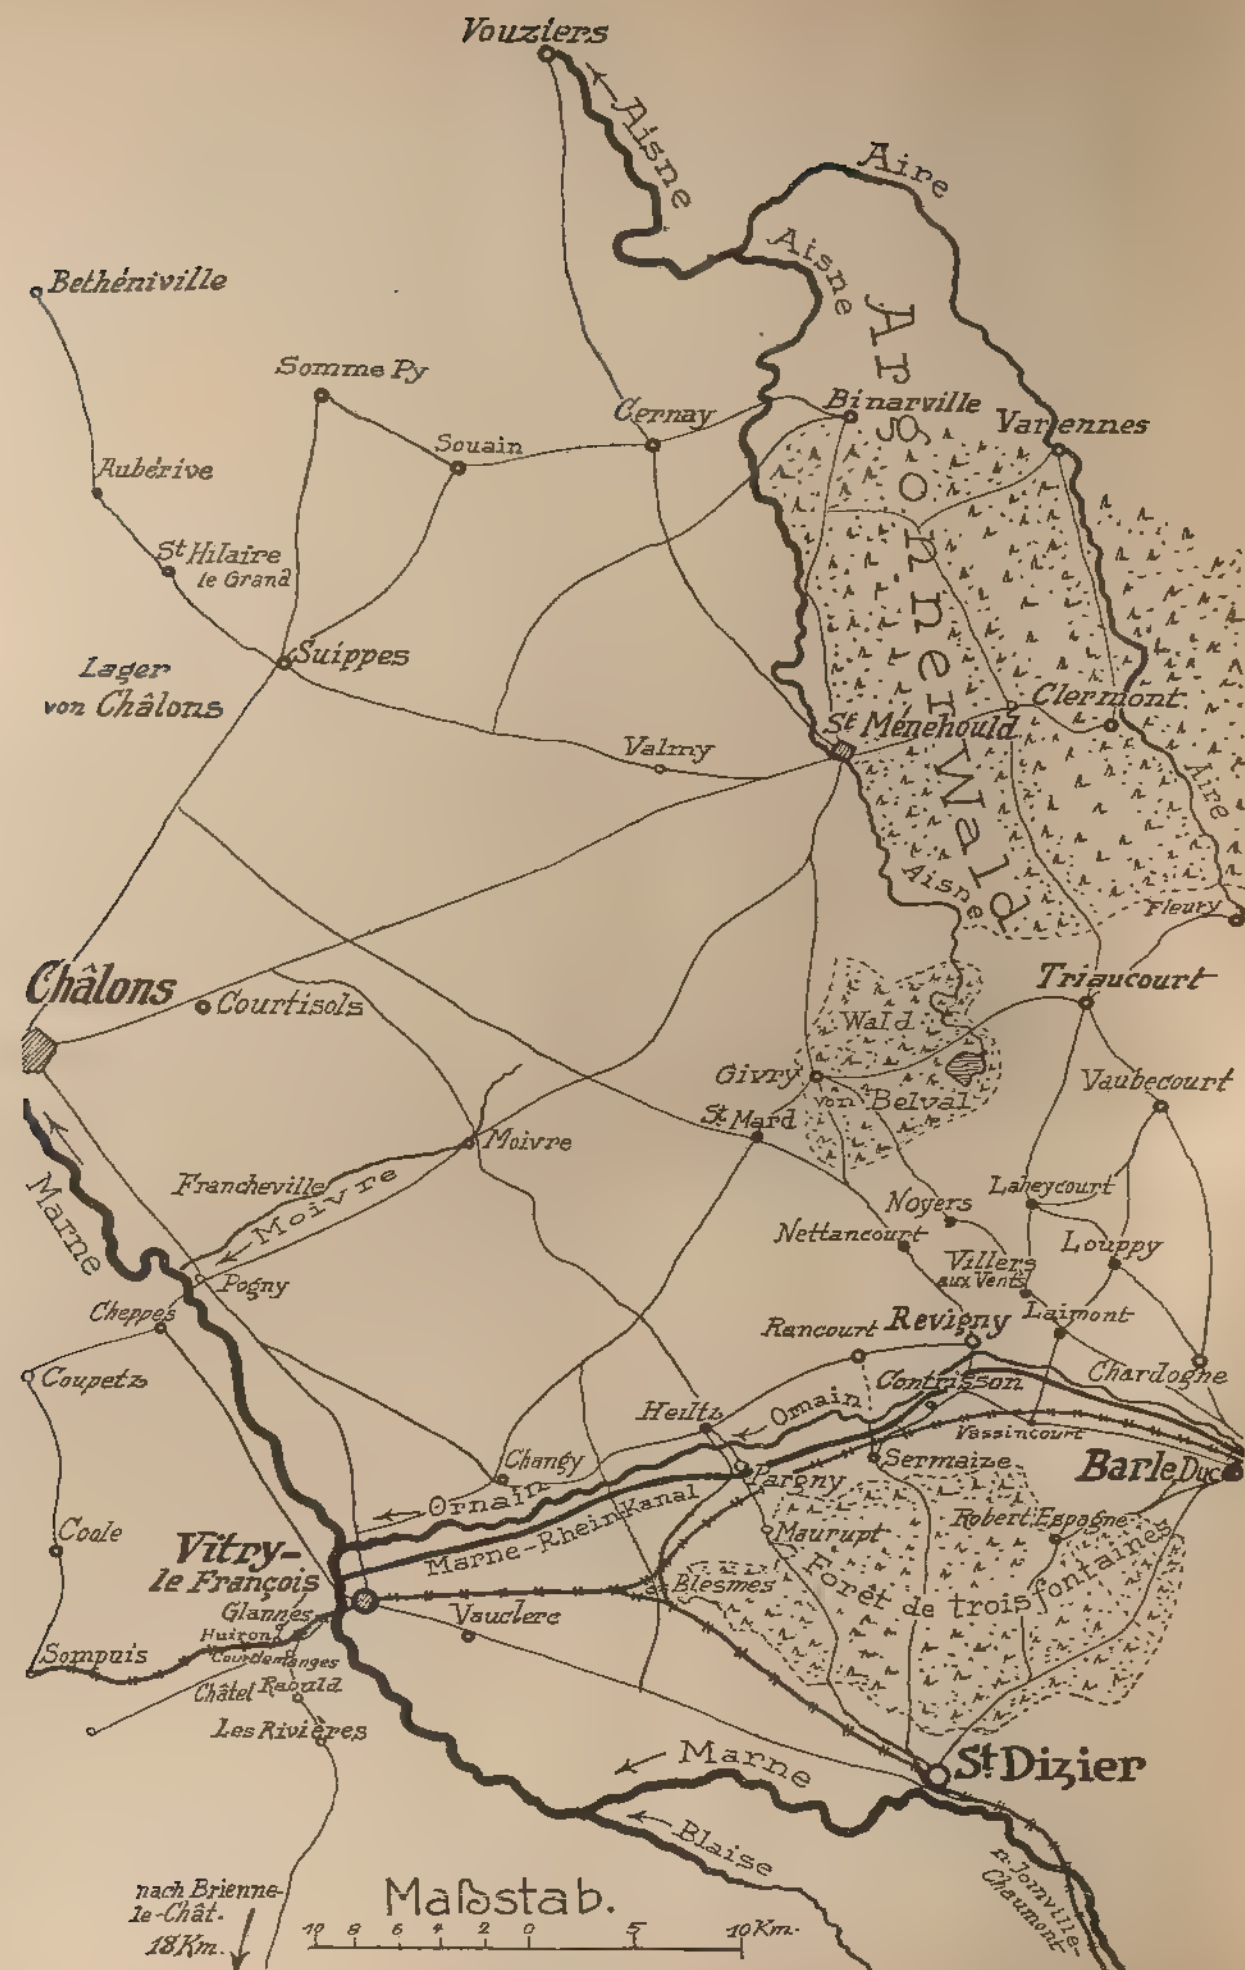 Vouziers
Aisne
Aire
Aisne
Bethéniville
Argonner Wald
Somme Py
Binarville
Cernay
Varennes
Souain
Aubérive
St Hilaire
le Grand
Suippes
Lager
von Châlons
Clermont
St Ménehould
Valmy
Aire
Aisne
Fleury
Châlons
Triaucourt
Courtisols
Wald
Givry
von Belval
Vaubecourt
St Mard
Moivre
Francheville
Moivre
Marne
Laheycourt
Noyers
Nettancourt
Louppy
Villers
aux Vents
Pogny
Cheppes
Laimont
Rancourt
Revigny
Coupetz
Chardogne
Contrisson
Ornain
Heiltz
Vassincourt
Changy
Sermaize
Pargny
Bar le Duc
Ornain
Marne-Rhein Kanal
Robert Espagne
Coole
Maurupt
Vitry-
le François
Forêt de trois fontaines
Blesmes
Glannes
Vauclerc
Huiron
Sompuis
Courdemanges
Châtel Raould
Les Rivières
Marne
St Dizier
Blaise
n. Joinville-
Chaumont
nach Brienne-
le-Chât.
18 Km.
Maßstab.
10 8 6 4 2 0 5 10 Km.